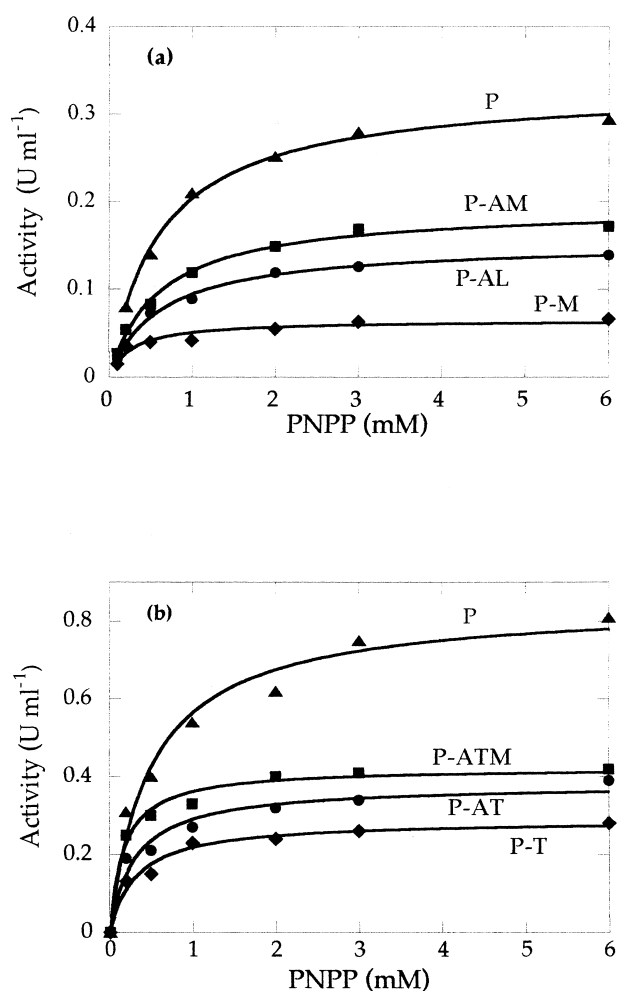 0.4
(a)
P
0.3
Activity (U ml⁻¹)
P-AM
0.2
P-AL
P-M
0.1
0
0 1 2 3 4 5 6
PNPP (mM)
(b)
P
0.8
Activity (U ml⁻¹)
0.6
P-ATM
0.4
P-AT
P-T
0.2
0
0 1 2 3 4 5 6
PNPP (mM)